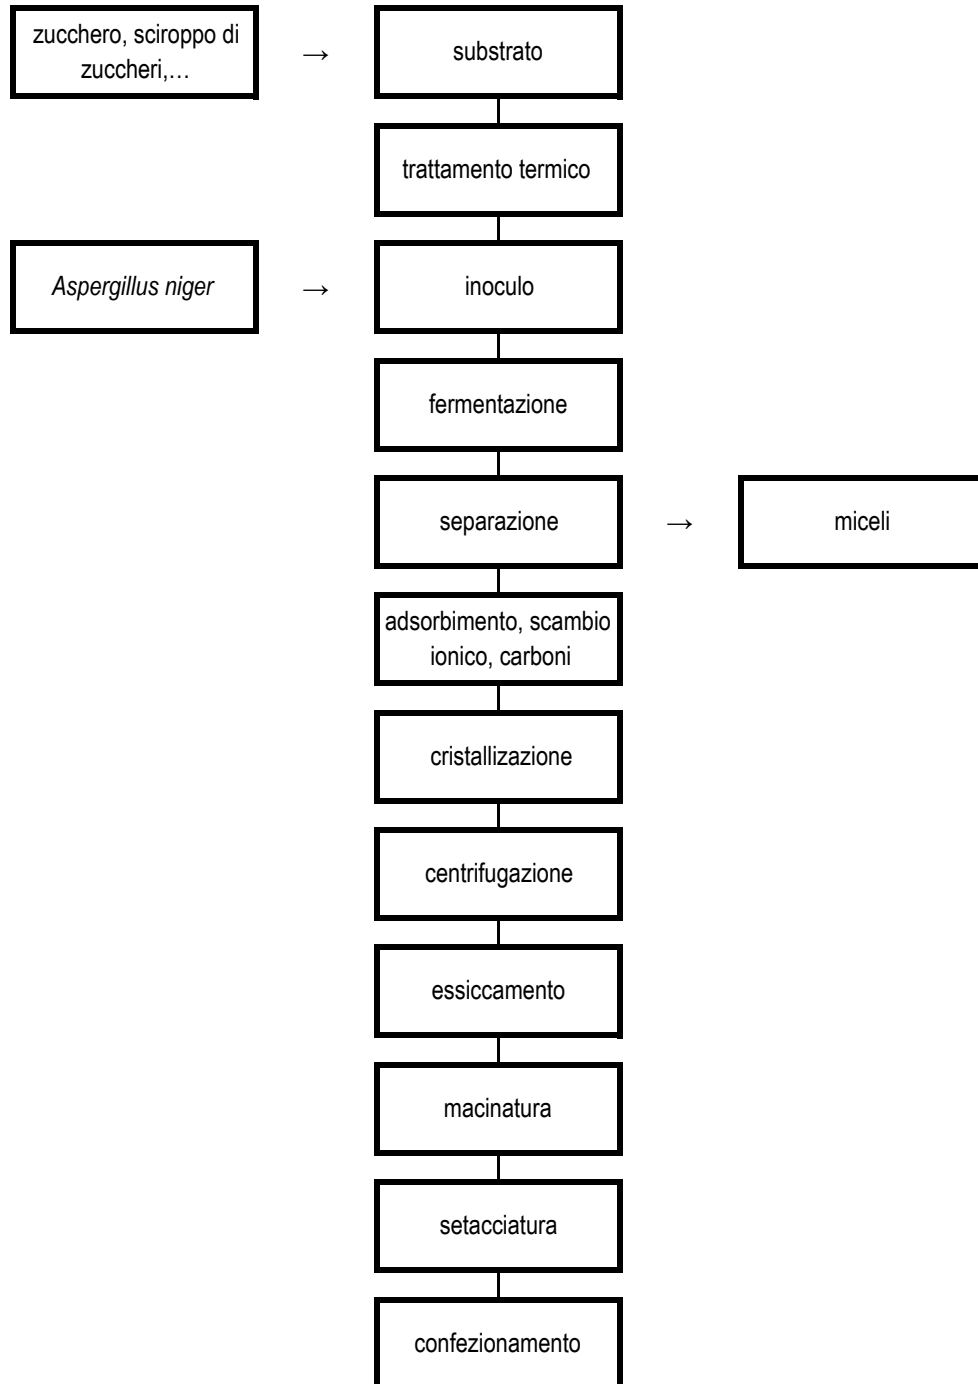 zucchero, sciroppo di
zuccheri,…
→
substrato
trattamento termico
Aspergillus niger
→
inoculo
fermentazione
separazione
→
miceli
adsorbimento, scambio
ionico, carboni
cristallizazione
centrifugazione
essiccamento
macinatura
setacciatura
confezionamento